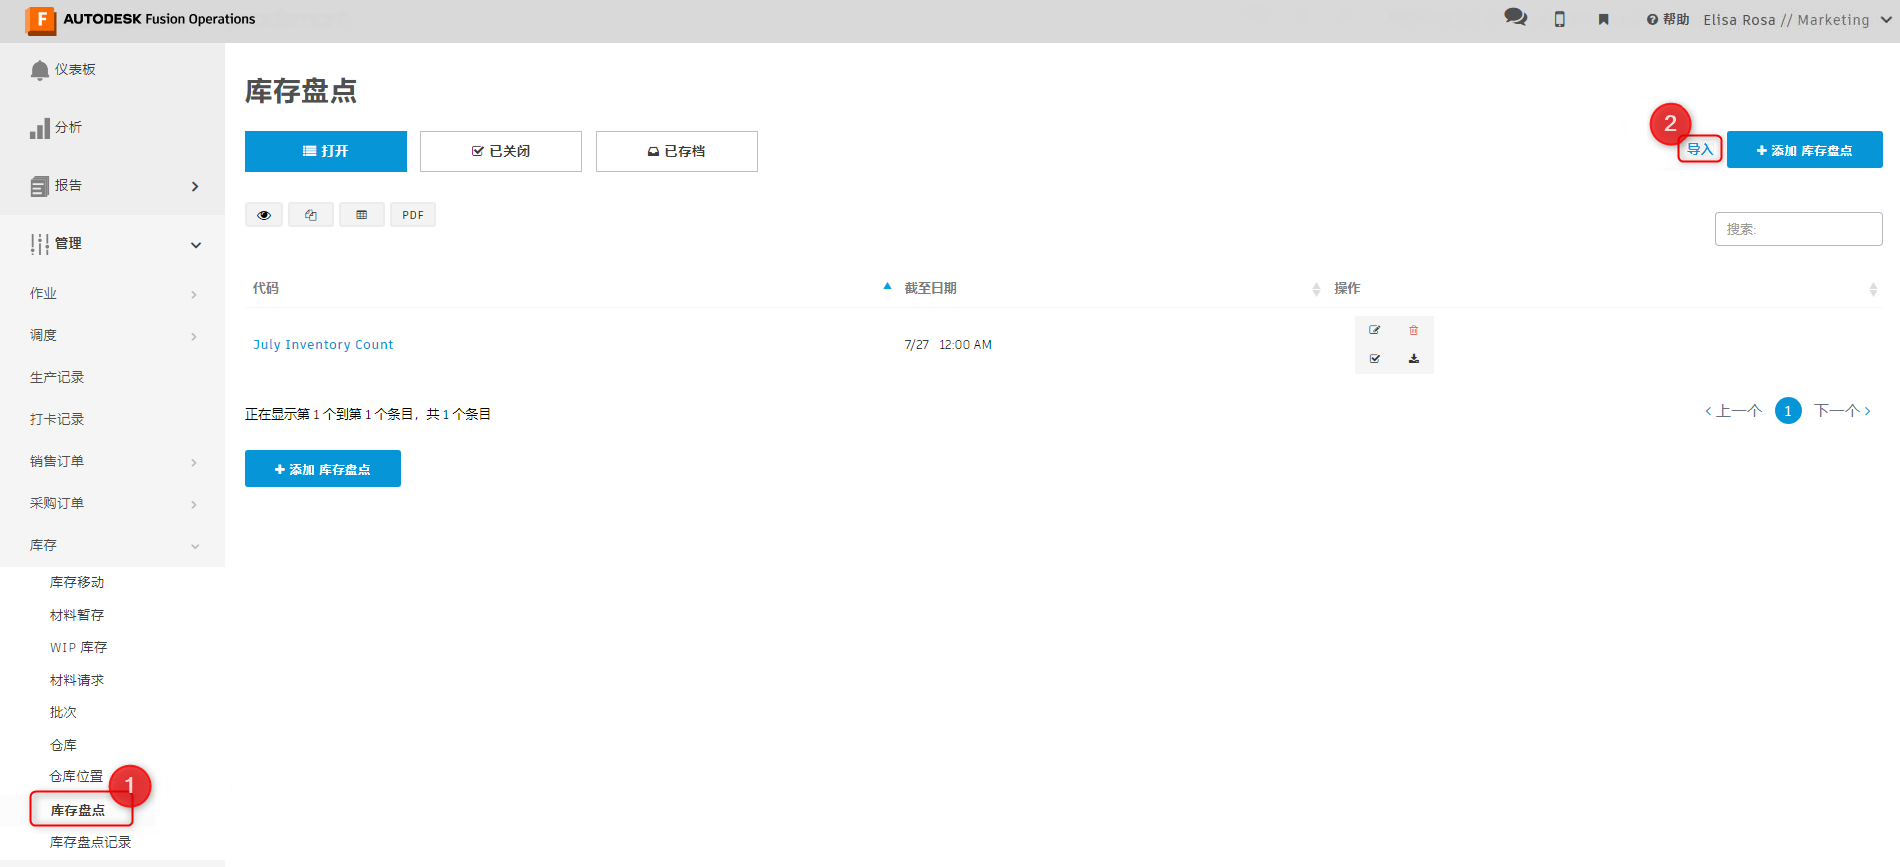 F AUTODESK Fusion Operations
帮助 Elisa Rosa // Marketing
仪表板
分析
报告
管理
作业
调度
生产记录
打卡记录
销售订单
采购订单
库存
库存移动
材料暂存
WIP 库存
材料请求
批次
仓库
仓库位置
1
库存盘点
库存盘点记录
库存盘点
打开
已关闭
已存档
2
导入
添加 库存盘点
PDF
搜索:
代码 截至日期 操作
July Inventory Count 7/27 12:00 AM
正在显示第 1 个到第 1 个条目，共 1 个条目
上一个 1 下一个
添加 库存盘点